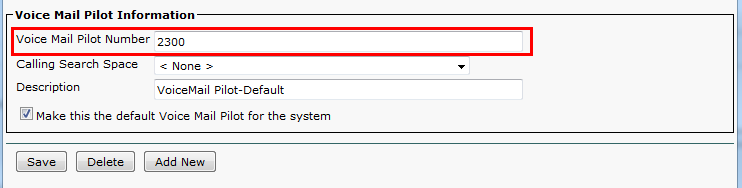 Voice Mail Pilot Information
Voice Mail Pilot Number 2300
Calling Search Space < None >
Description VoiceMail Pilot-Default
Make this the default Voice Mail Pilot for the system
Save Delete Add New